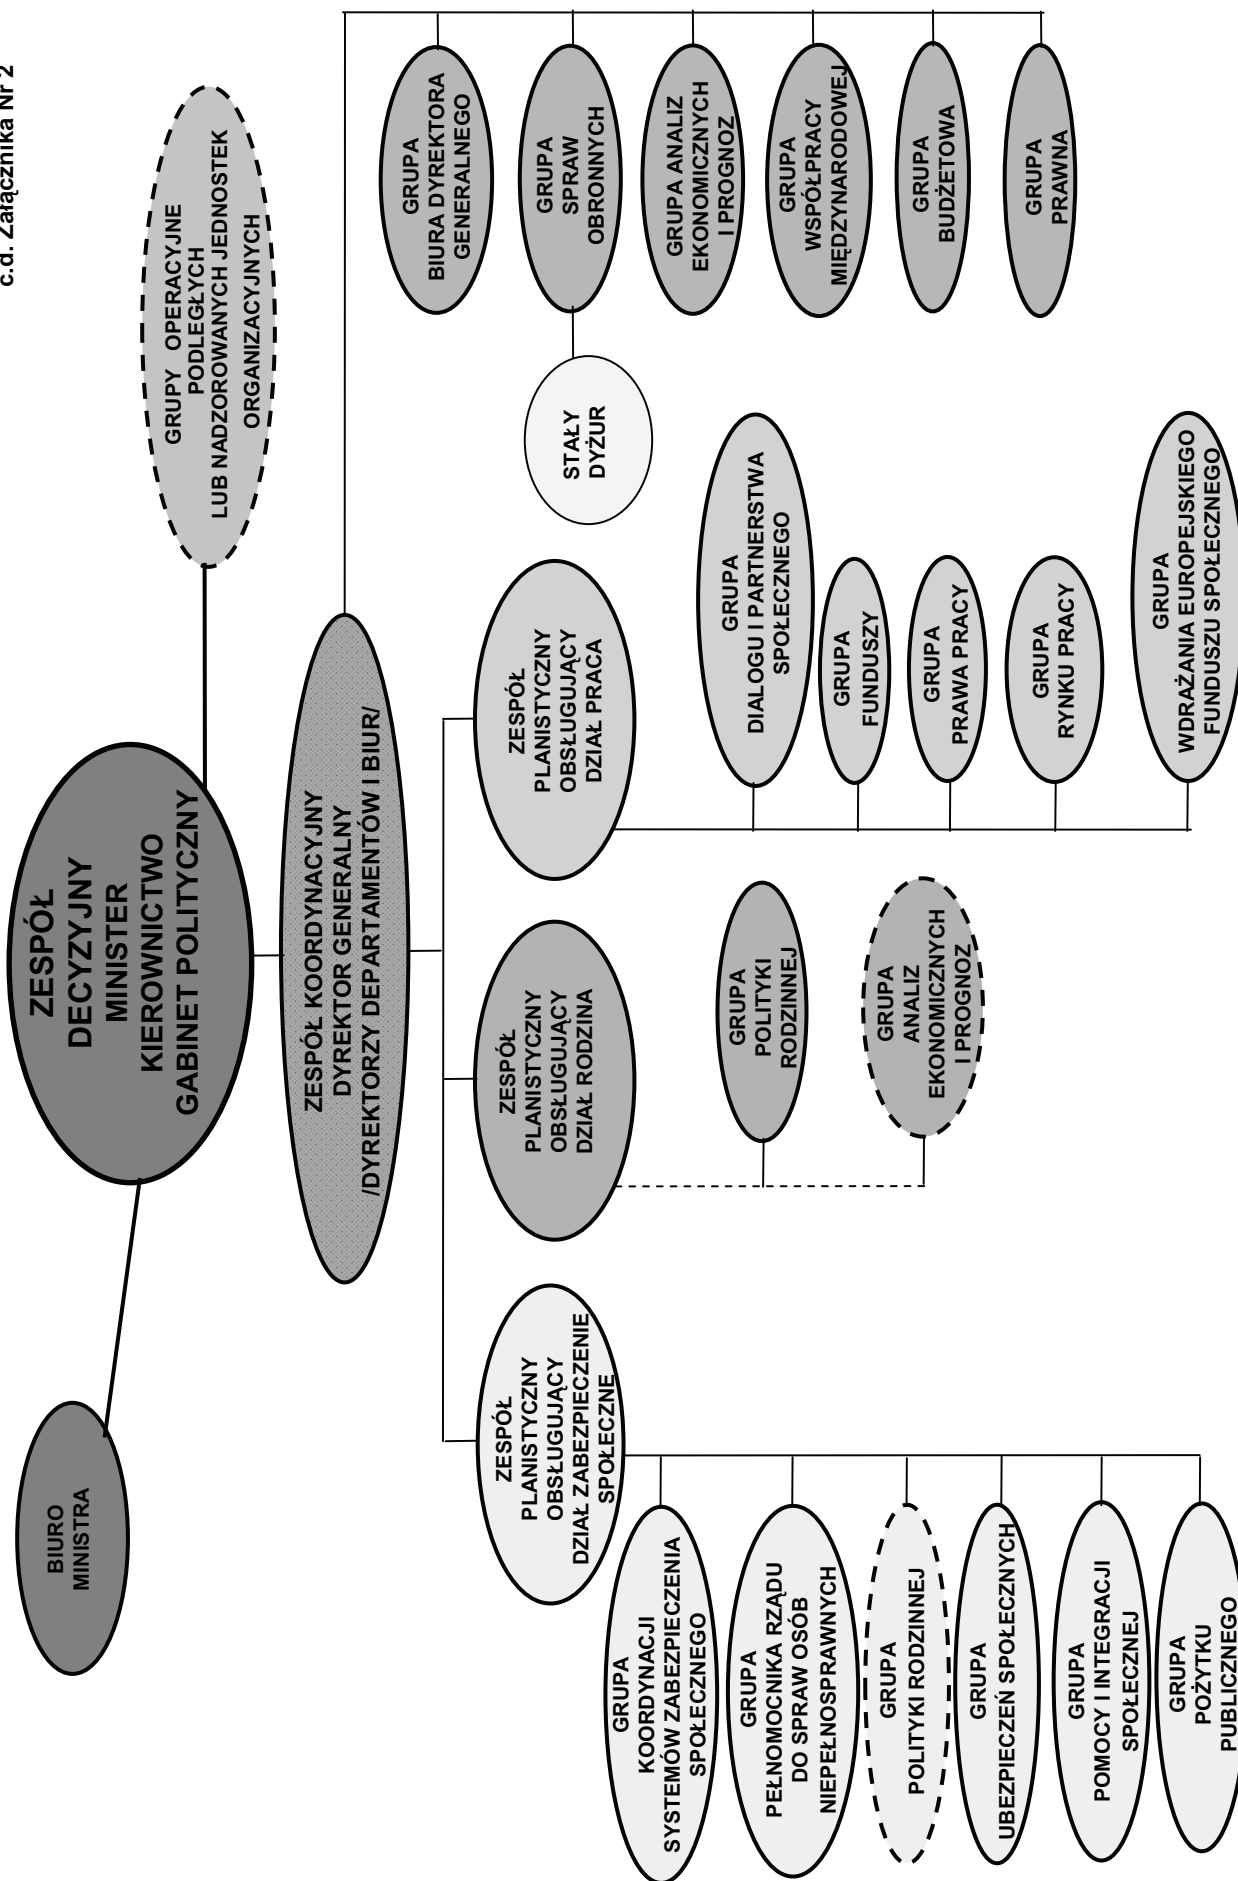 c.d. Załącznika Nr 2
BIURO
MINISTRA
ZESPÓŁ
DECYZYJNY
MINISTER
KIEROWNICTWO
GABINET POLITYCZNY
GRUPY OPERACYJNE
PODLEGŁYCH
LUB NADZOROWANYCH JEDNOSTEK
ORGANIZACYJNYCH
ZESPÓŁ KOORDYNACYJNY
DYREKTOR GENERALNY
/DYREKTORZY DEPARTAMENTÓW I BIUR/
ZESPÓŁ
PLANISTYCZNY
OBSŁUGUJĄCY
DZIAŁ ZABEZPIECZENIE
SPOŁECZNE
ZESPÓŁ
PLANISTYCZNY
OBSŁUGUJĄCY
DZIAŁ RODZINA
ZESPÓŁ
PLANISTYCZNY
OBSŁUGUJĄCY
DZIAŁ PRACA
STAŁY
DYŻUR
GRUPA
BIURA DYREKTORA
GENERALNEGO
GRUPA
SPRAW
OBRONNYCH
GRUPA ANALIZ
EKONOMICZNYCH
I PROGNOZ
GRUPA
WSPÓŁPRACY
MIĘDZYNARODOWEJ
GRUPA
BUDŻETOWA
GRUPA
PRAWNA
GRUPA
KOORDYNACJI
SYSTEMÓW ZABEZPIECZENIA
SPOŁECZNEGO
GRUPA
PEŁNOMOCNIKA RZĄDU
DO SPRAW OSÓB
NIEPEŁNOSPRAWNYCH
GRUPA
POLITYKI RODZINNEJ
GRUPA
UBEZPIECZEŃ SPOŁECZNYCH
GRUPA
POMOCY I INTEGRACJI
SPOŁECZNEJ
GRUPA
POŻYTKU
PUBLICZNEGO
GRUPA
POLITYKI
RODZINNEJ
GRUPA
ANALIZ
EKONOMICZNYCH
I PROGNOZ
GRUPA
DIALOGU I PARTNERSTWA
SPOŁECZNEGO
GRUPA
FUNDUSZY
GRUPA
PRAWA PRACY
GRUPA
RYNKU PRACY
GRUPA
WDRAŻANIA EUROPEJSKIEGO
FUNDUSZU SPOŁECZNEGO